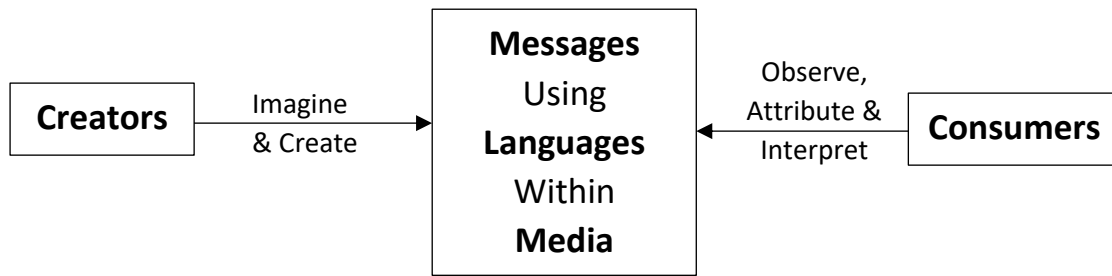 Creators
Imagine
& Create
Messages
Using
Languages
Within
Media
Observe,
Attribute &
Interpret
Consumers